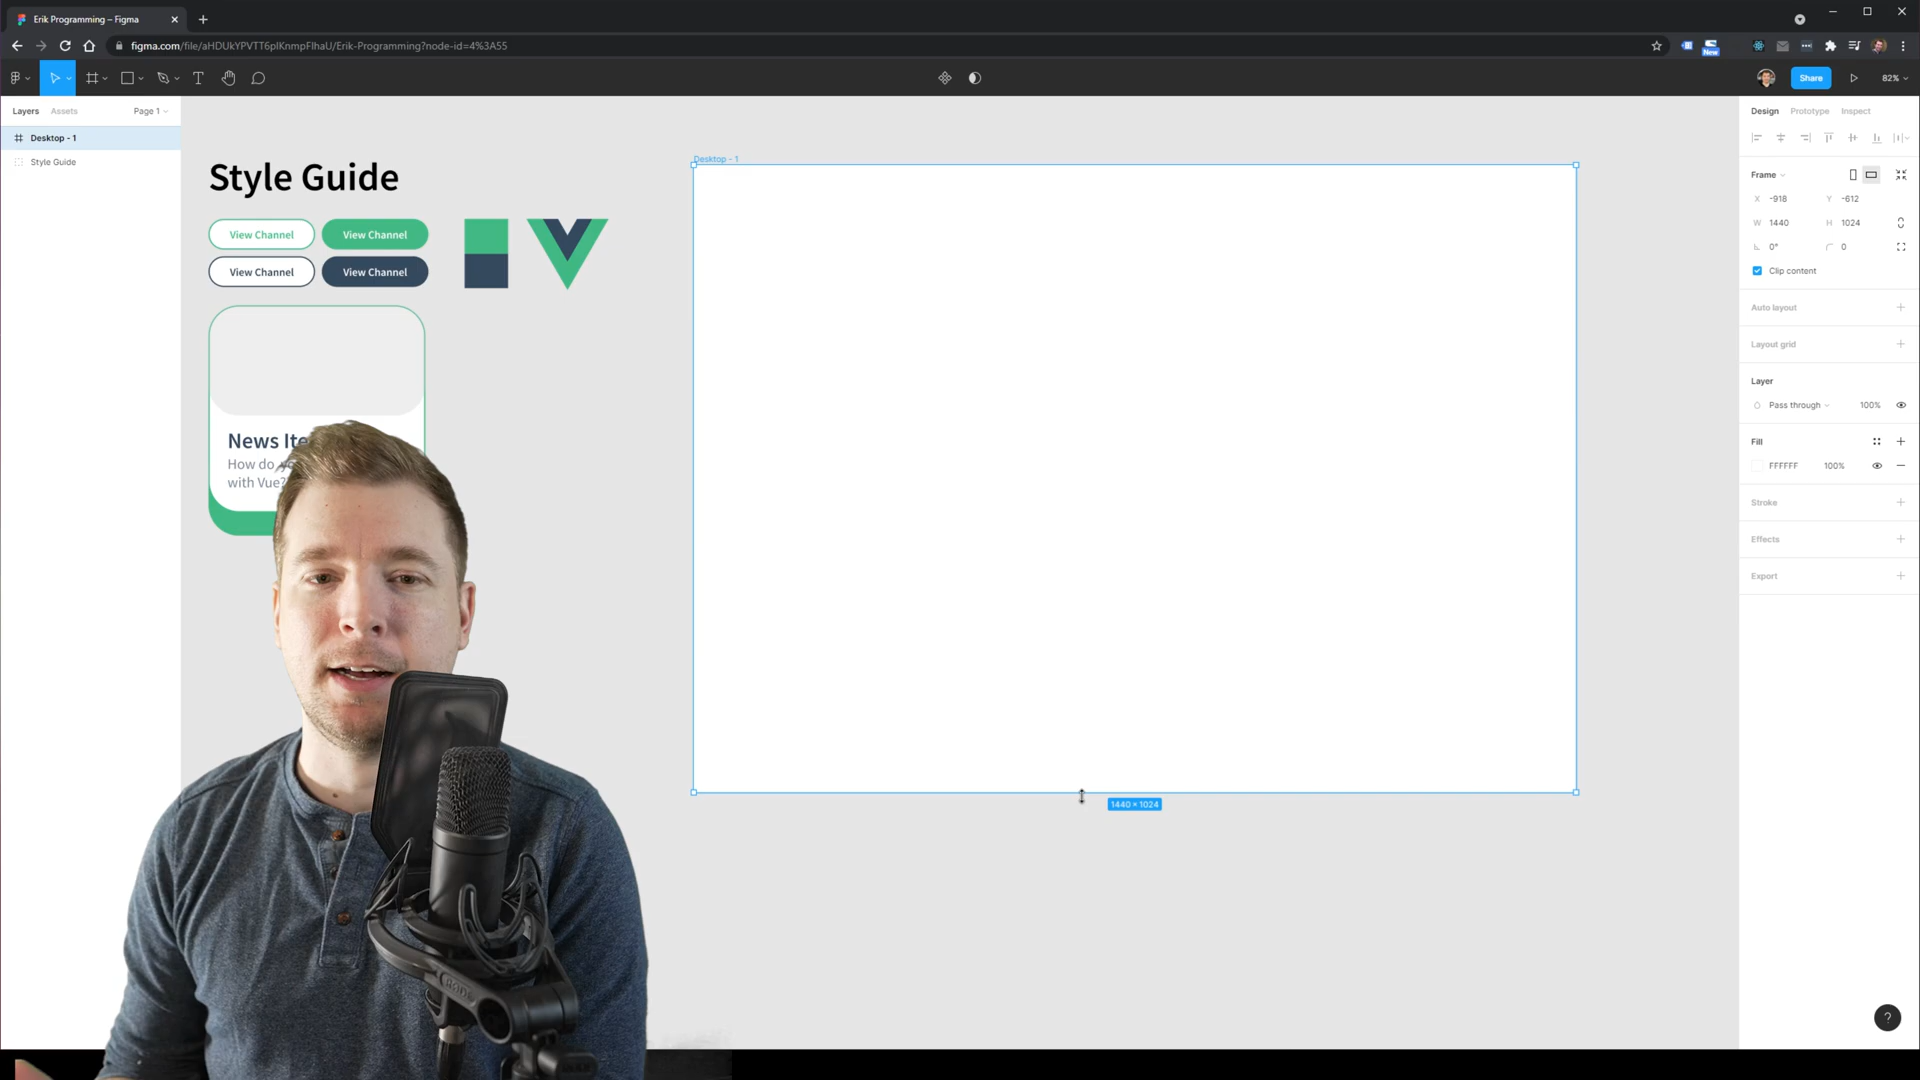 Erik Programming – Figma
figma.com/file/aHDUkYPVTT6plKnmpFlhaU/Erik-Programming?node-id=4%3A55
New
Share
82%
Layers
Assets
Page 1
Desktop - 1
Style Guide
Style Guide
View Channel
View Channel
View Channel
View Channel
News Ite
How do
with Vue?
Desktop - 1
1440 × 1024
Design
Prototype
Inspect
Frame
X -918
Y -612
W 1440
H 1024
0°
0
Clip content
Auto layout
Layout grid
Layer
Pass through
100%
Fill
FFFFFF
100%
Stroke
Effects
Export
?
RODE